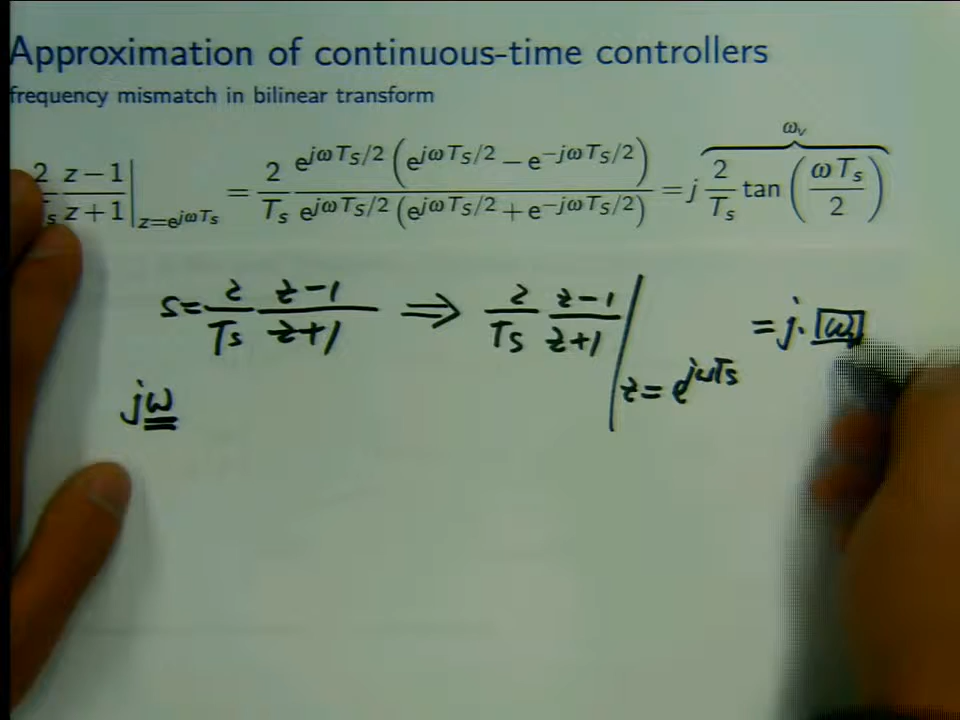 Approximation of continuous-time controllers
frequency mismatch in bilinear transform
2/Ts (z−1)/(z+1) |z=e^jωTs = 2/Ts e^jωTs/2 (e^jωTs/2 − e^−jωTs/2) / e^jωTs/2 (e^jωTs/2 + e^−jωTs/2) = j 2/Ts tan (ωTs/2) ωv
s = 2/Ts (z−1)/(z+1) ⇒ 2/Ts (z−1)/(z+1) |z=e^jωTs = j·ω
jω